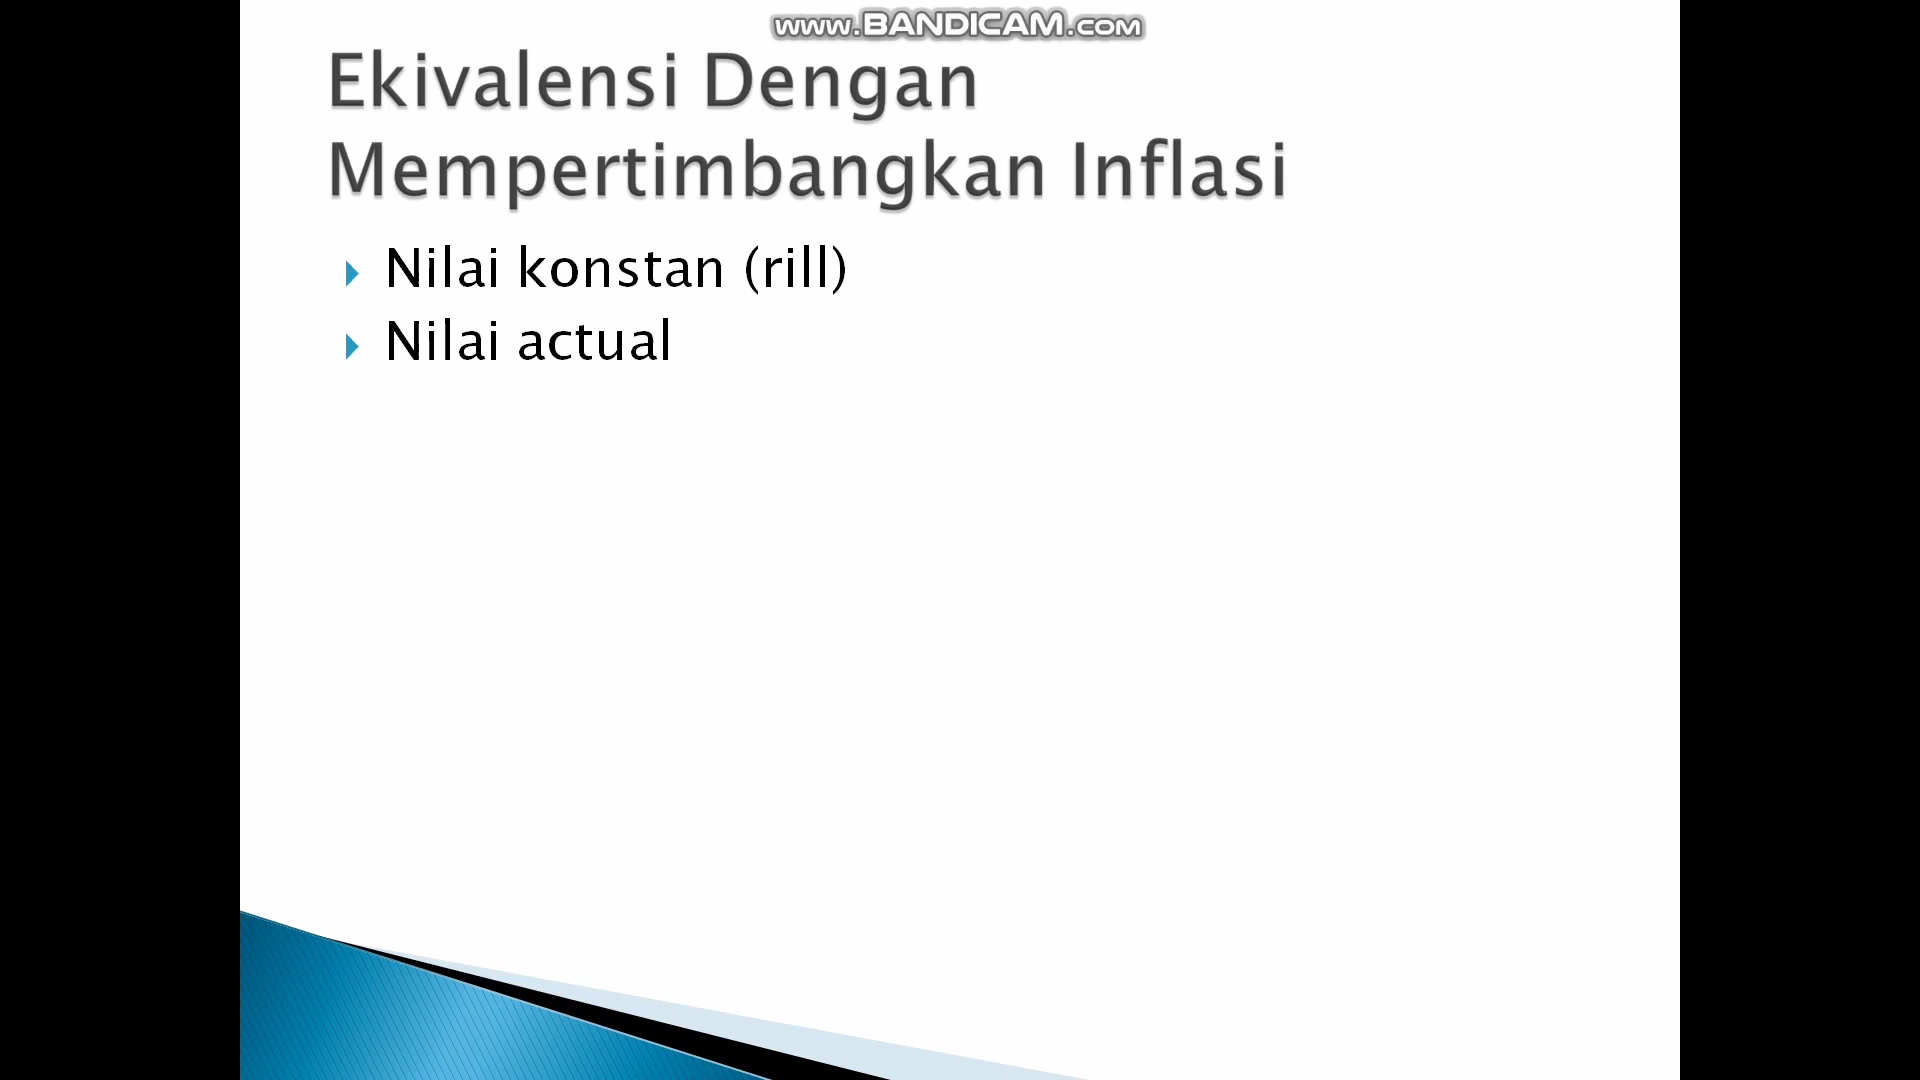 www.BANDICAM.com
Ekivalensi Dengan
Mempertimbangkan Inflasi
Nilai konstan (rill)
Nilai actual